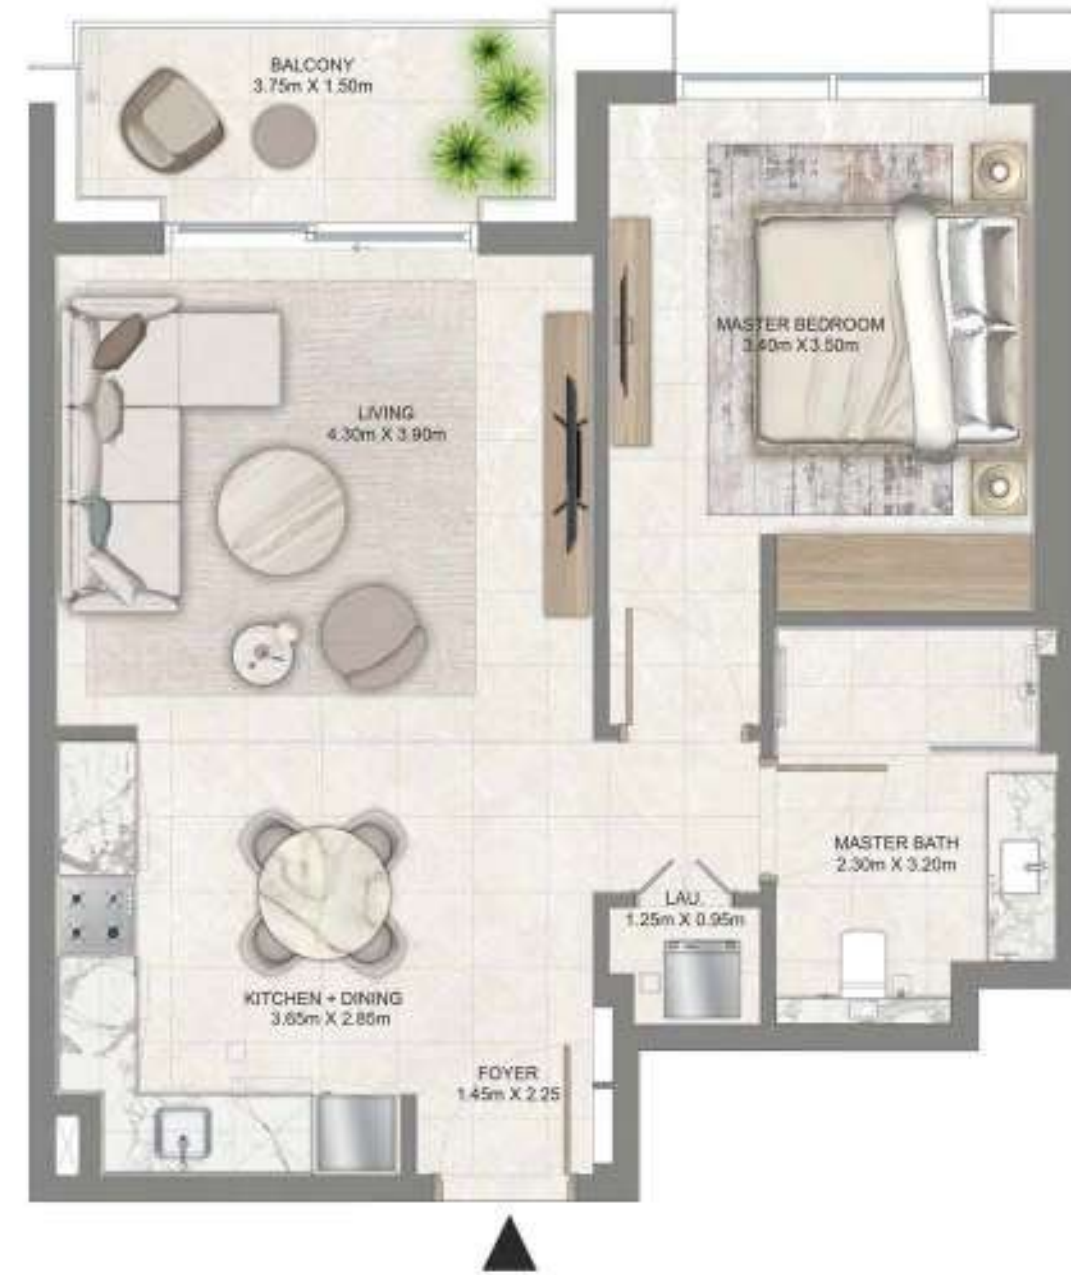 BALCONY
3.75m X 1.50m
MASTER BEDROOM
3.40m X 3.50m
LIVING
4.30m X 3.90m
MASTER BATH
2.30m X 3.20m
LAU.
1.25m X 0.95m
KITCHEN + DINING
3.65m X 2.85m
FOYER
1.45m X 2.25